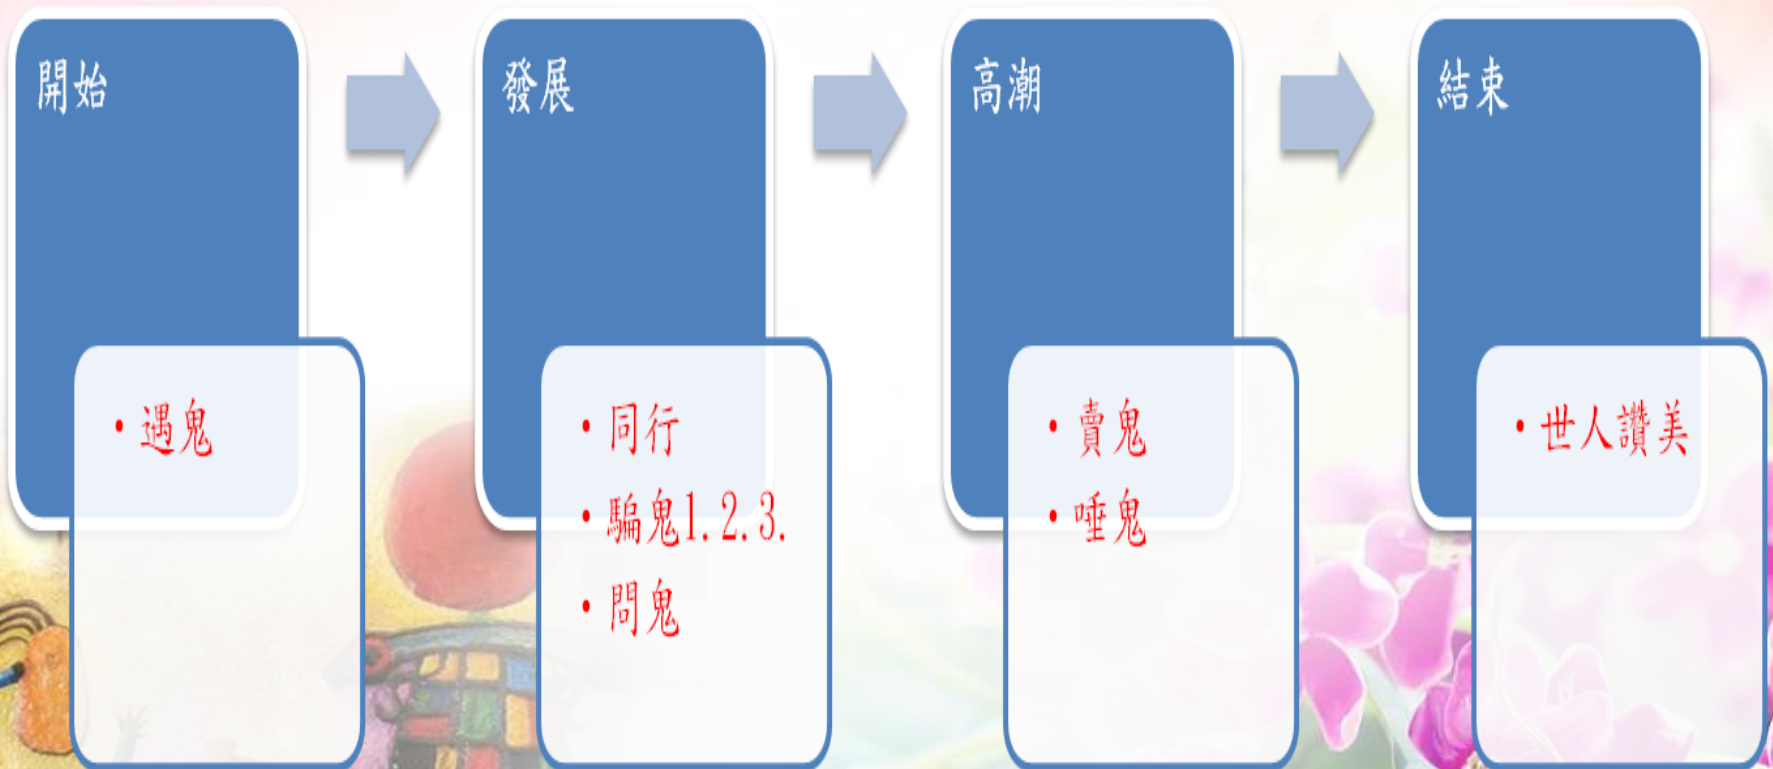 開始
・遇鬼
發展
・同行
・騙鬼1.2.3.
・問鬼
高潮
・賣鬼
・唾鬼
結束
・世人讚美